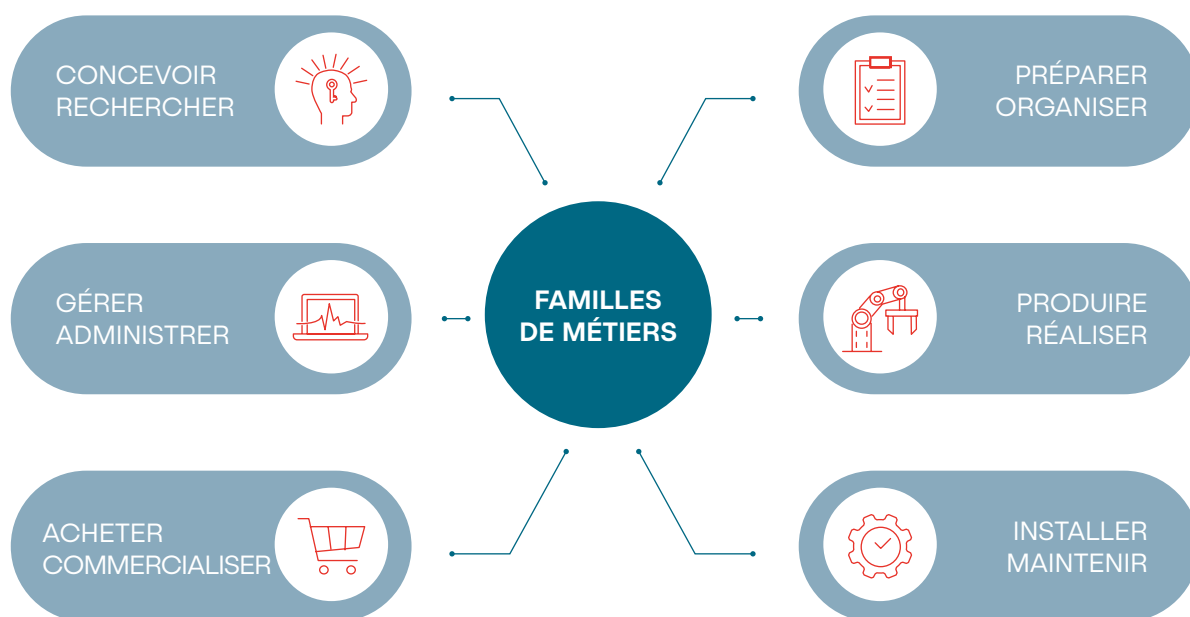 CONCEVOIR
RECHERCHER
PRÉPARER
ORGANISER
GÉRER
ADMINISTRER
FAMILLES
DE MÉTIERS
PRODUIRE
RÉALISER
ACHETER
COMMERCIALISER
INSTALLER
MAINTENIR